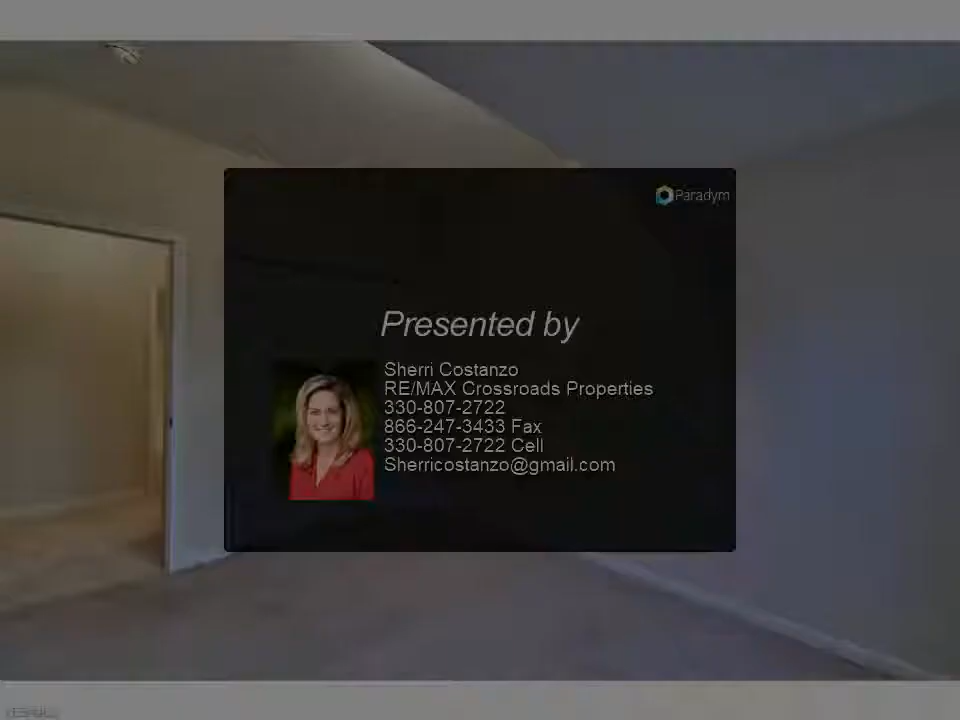 Paradym
Presented by
Sherri Costanzo
RE/MAX Crossroads Properties
330-807-2722
866-247-3433 Fax
330-807-2722 Cell
Sherricostanzo@gmail.com